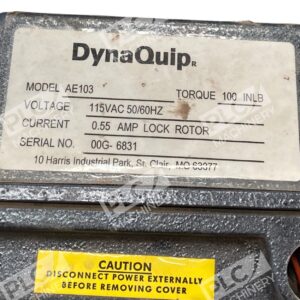 DynaQuip R
MODEL AE103 TORQUE 100 INLB
VOLTAGE 115VAC 50/60HZ
CURRENT 0.55 AMP LOCK ROTOR
SERIAL NO. 00G- 6831
10 Harris Industrial Park, St. Clair, MO 63077
CAUTION
DISCONNECT POWER EXTERNALLY
BEFORE REMOVING COVER